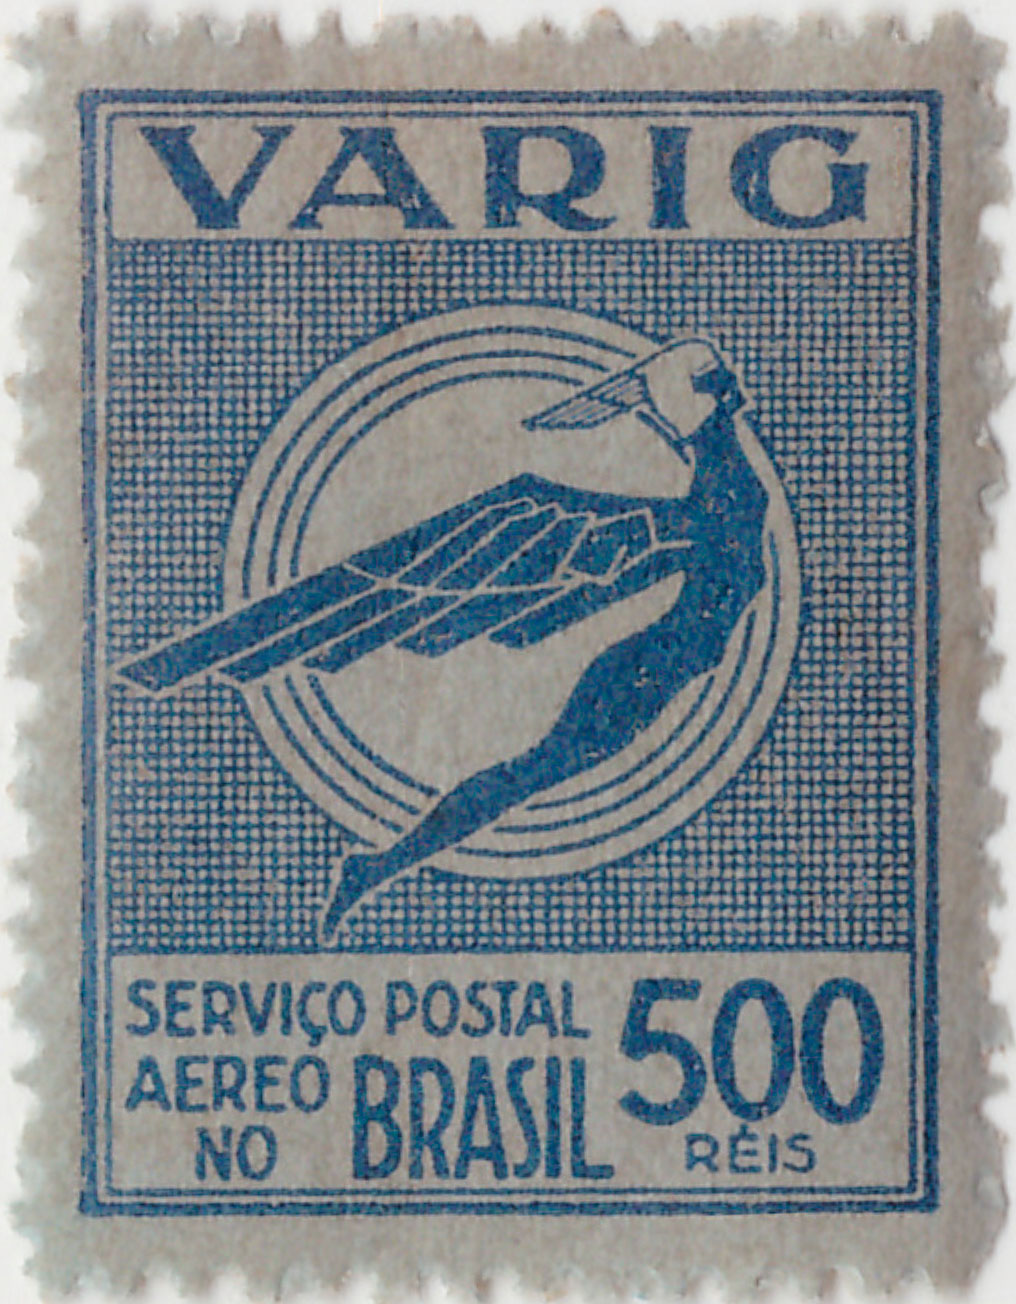 VARIG
SERVIÇO POSTAL
AEREO
NO BRASIL
500
RÉIS